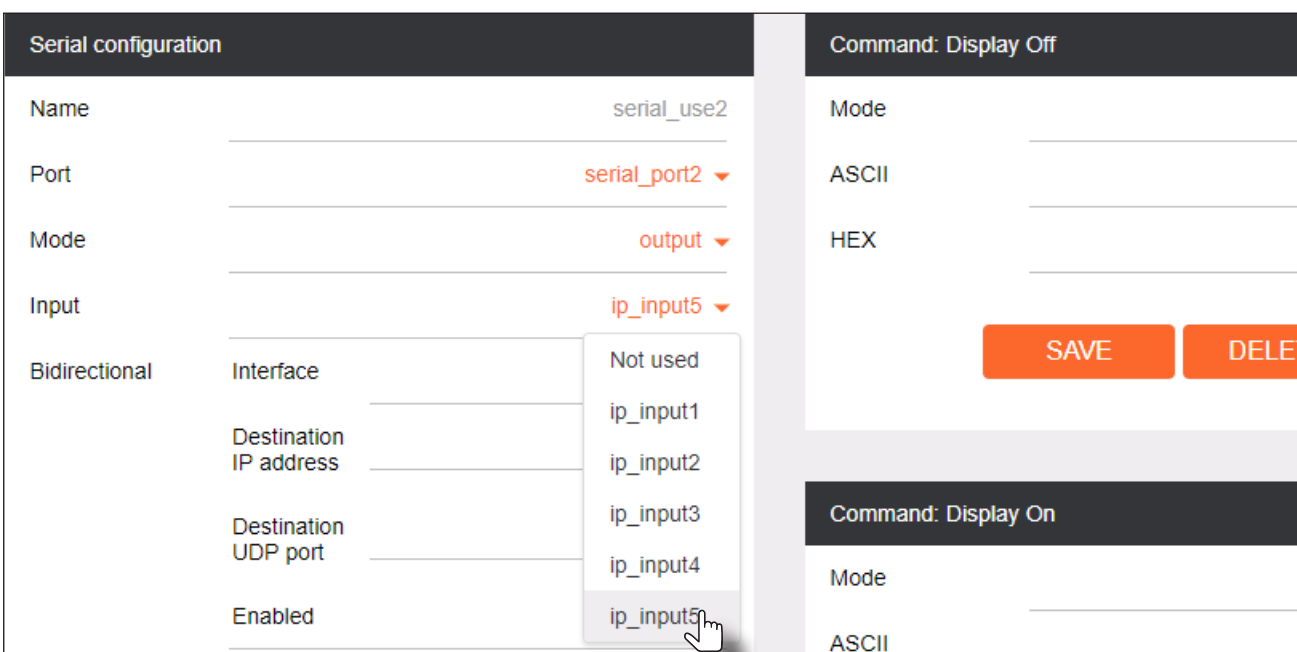 Serial configuration
Name
serial_use2
Port
serial_port2
Mode
output
Input
ip_input5
Not used
ip_input1
ip_input2
ip_input3
ip_input4
ip_input5
Bidirectional
Interface
Destination
IP address
Destination
UDP port
Enabled
Command: Display Off
Mode
ASCII
HEX
SAVE
DELE
Command: Display On
Mode
ASCII